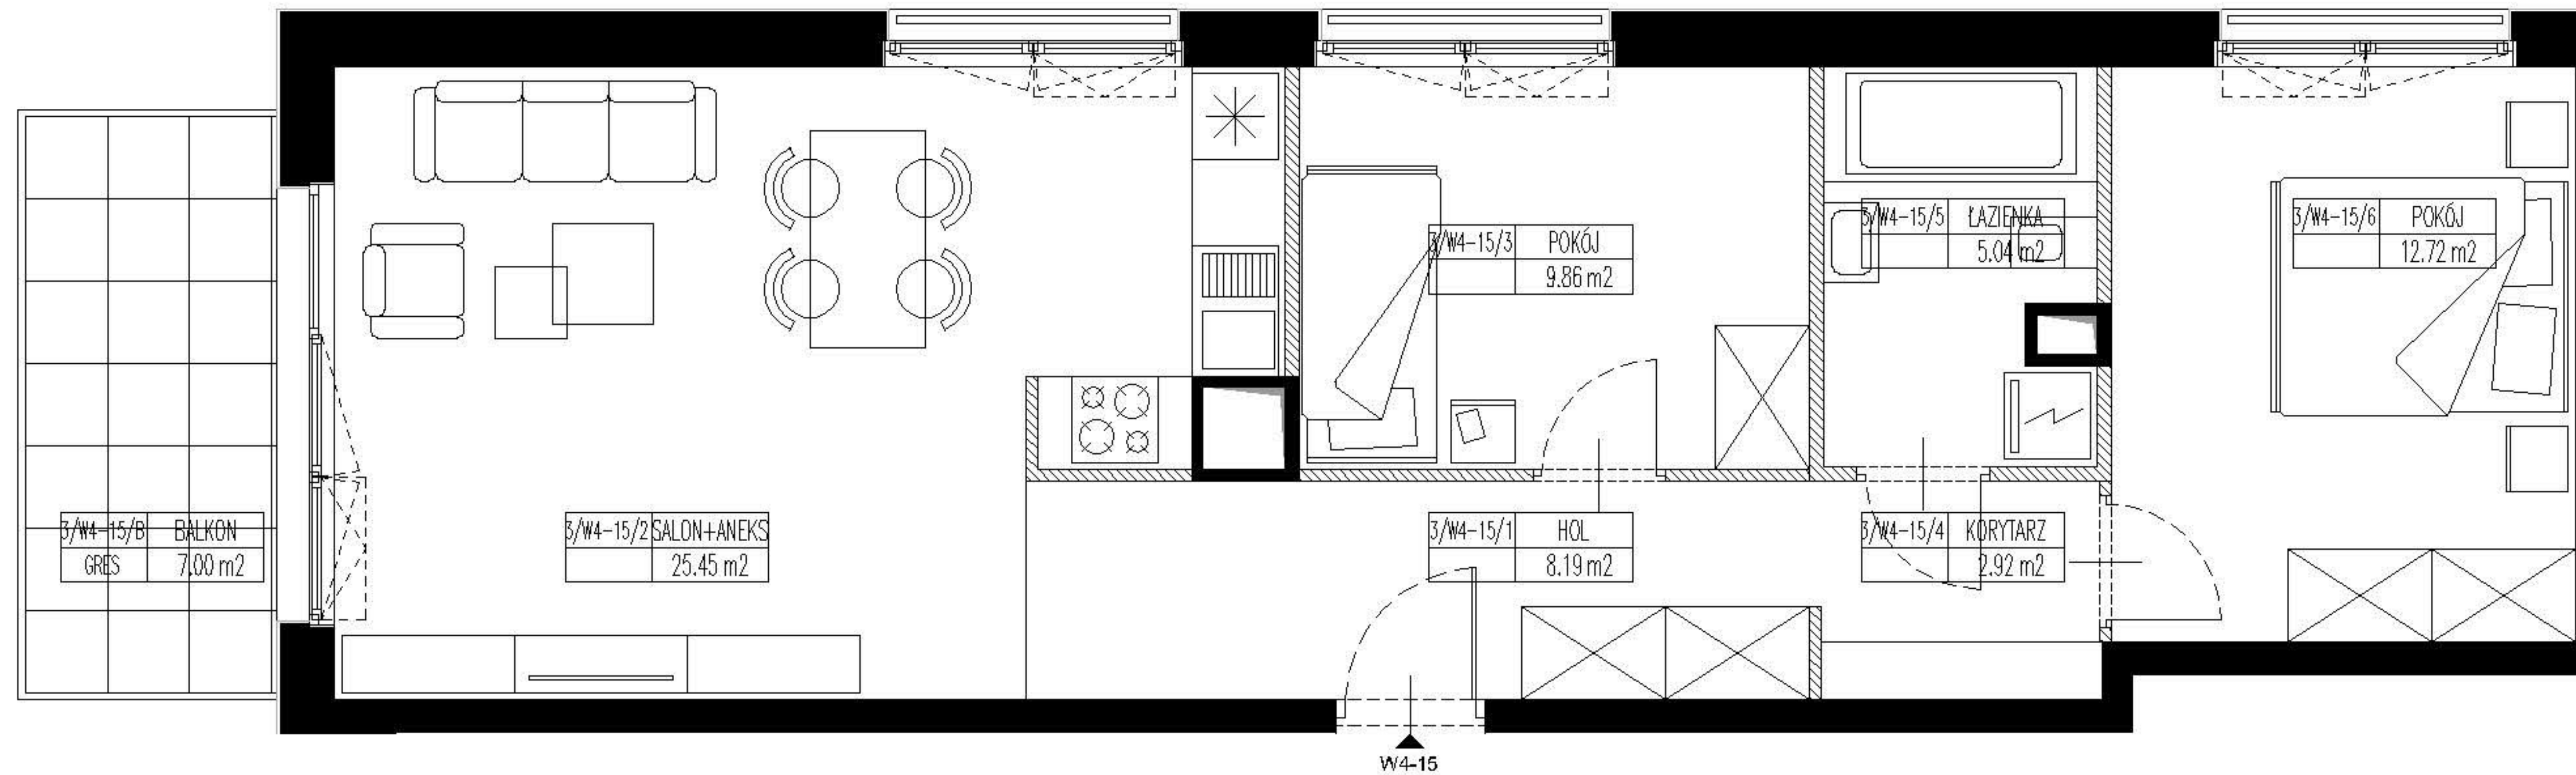 3/W4-15/B BALKON
GRES 7.00 m2
3/W4-15/2 SALON+ANEKS
25.45 m2
3/W4-15/3 POKÓJ
9.86 m2
3/W4-15/1 HOL
8.19 m2
3/W4-15/5 ŁAZIENKA
5.04 m2
3/W4-15/4 KORYTARZ
2.92 m2
3/W4-15/6 POKÓJ
12.72 m2
W4-15